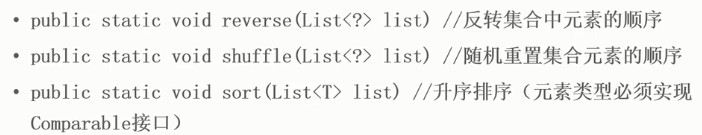 • public static void reverse(List<?> list) //反转集合中元素的顺序
• public static void shuffle(List<?> list) //随机重置集合元素的顺序
• public static void sort(List<T> list) //升序排序（元素类型必须实现
Comparable接口）